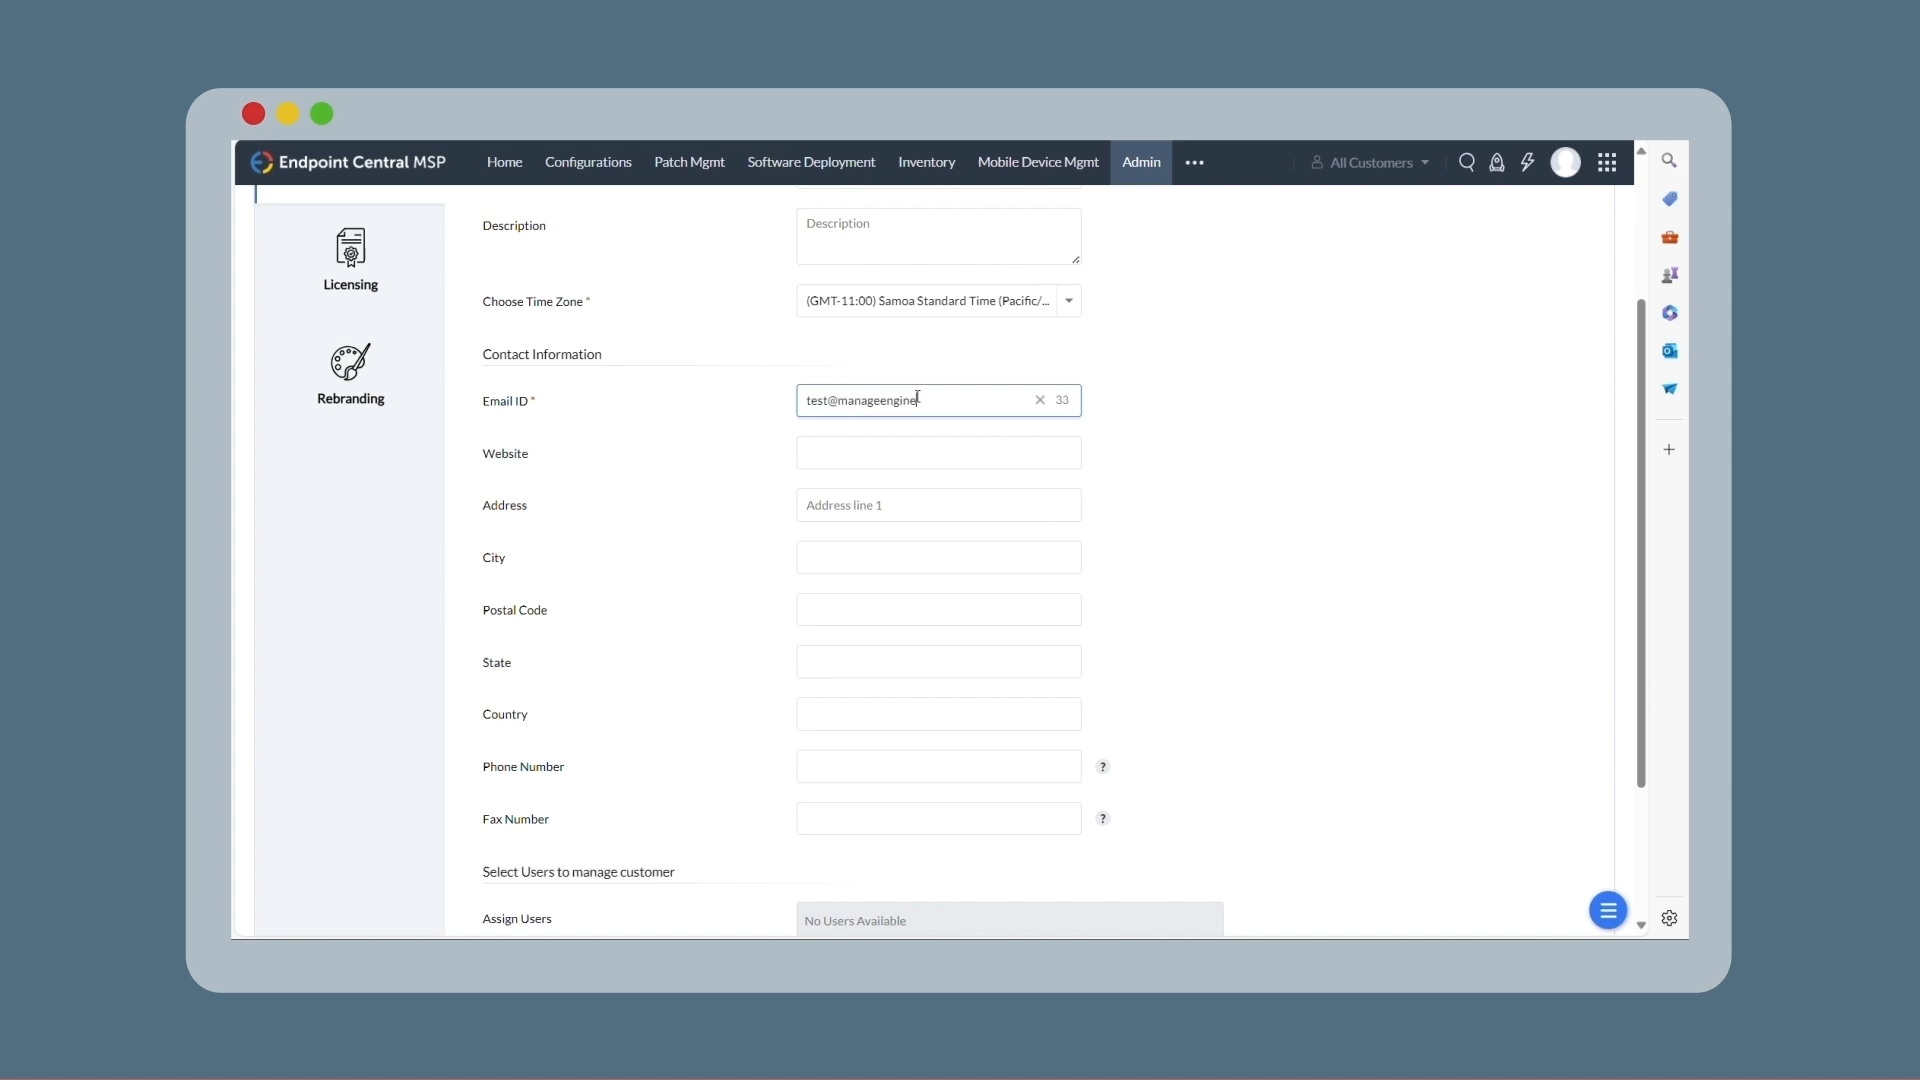 Endpoint Central MSP
Home Configurations Patch Mgmt Software Deployment Inventory Mobile Device Mgmt Admin ••• All Customers
Licensing
Rebranding
Description Description
Choose Time Zone * (GMT-11:00) Samoa Standard Time (Pacific/...
Contact Information
Email ID * test@manageengine 33
Website
Address Address line 1
City
Postal Code
State
Country
Phone Number ?
Fax Number ?
Select Users to manage customer
Assign Users No Users Available